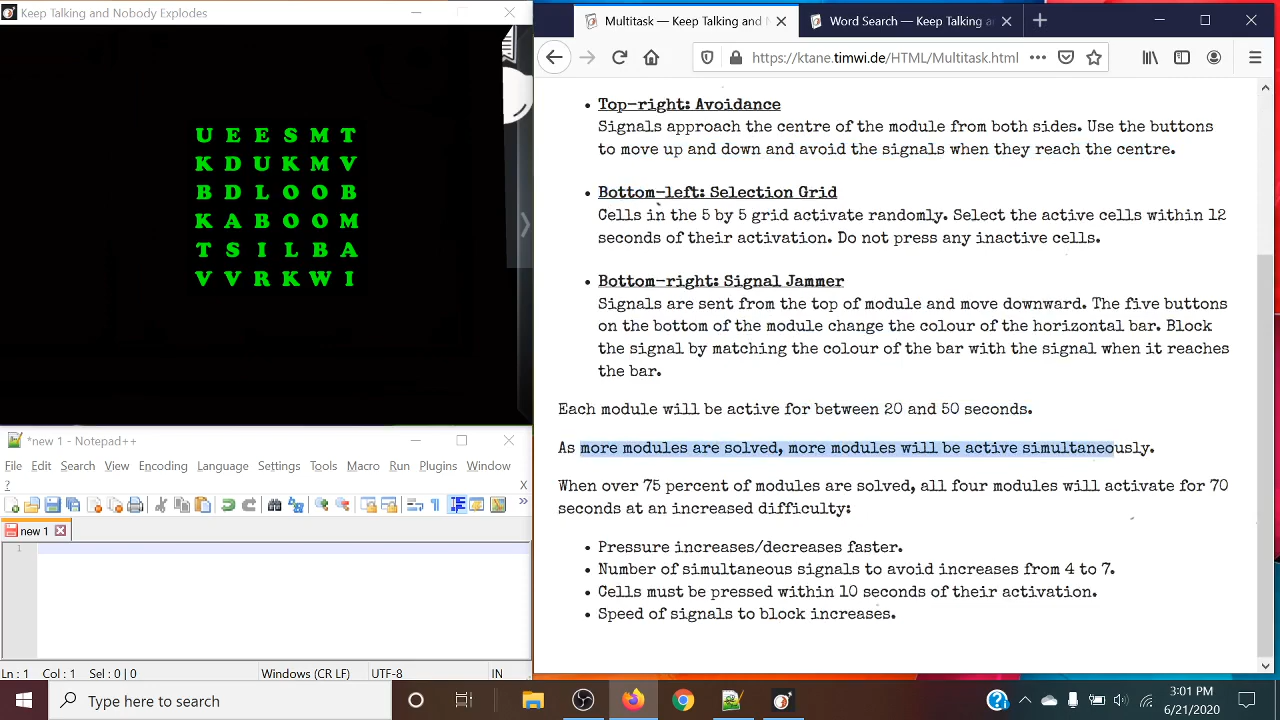 Keep Talking and Nobody Explodes
U E E S M T
K D U K M V
B D L O O B
K A B O O M
T S I L B A
V V R K W I
*new 1 - Notepad++
File Edit Search View Encoding Language Settings Tools Macro Run Plugins Window
?
X
new 1
1
Ln : 1 Col : 1 Sel : 0 | 0 Windows (CR LF) UTF-8 IN
Multitask — Keep Talking and N
Word Search — Keep Talking and
https://ktane.timwi.de/HTML/Multitask.html
• Top-right: Avoidance
Signals approach the centre of the module from both sides. Use the buttons
to move up and down and avoid the signals when they reach the centre.
• Bottom-left: Selection Grid
Cells in the 5 by 5 grid activate randomly. Select the active cells within 12
seconds of their activation. Do not press any inactive cells.
• Bottom-right: Signal Jammer
Signals are sent from the top of module and move downward. The five buttons
on the bottom of the module change the colour of the horizontal bar. Block
the signal by matching the colour of the bar with the signal when it reaches
the bar.
Each module will be active for between 20 and 50 seconds.
As more modules are solved, more modules will be active simultaneously.
When over 75 percent of modules are solved, all four modules will activate for 70
seconds at an increased difficulty:
• Pressure increases/decreases faster.
• Number of simultaneous signals to avoid increases from 4 to 7.
• Cells must be pressed within 10 seconds of their activation.
• Speed of signals to block increases.
Type here to search
3:01 PM
6/21/2020